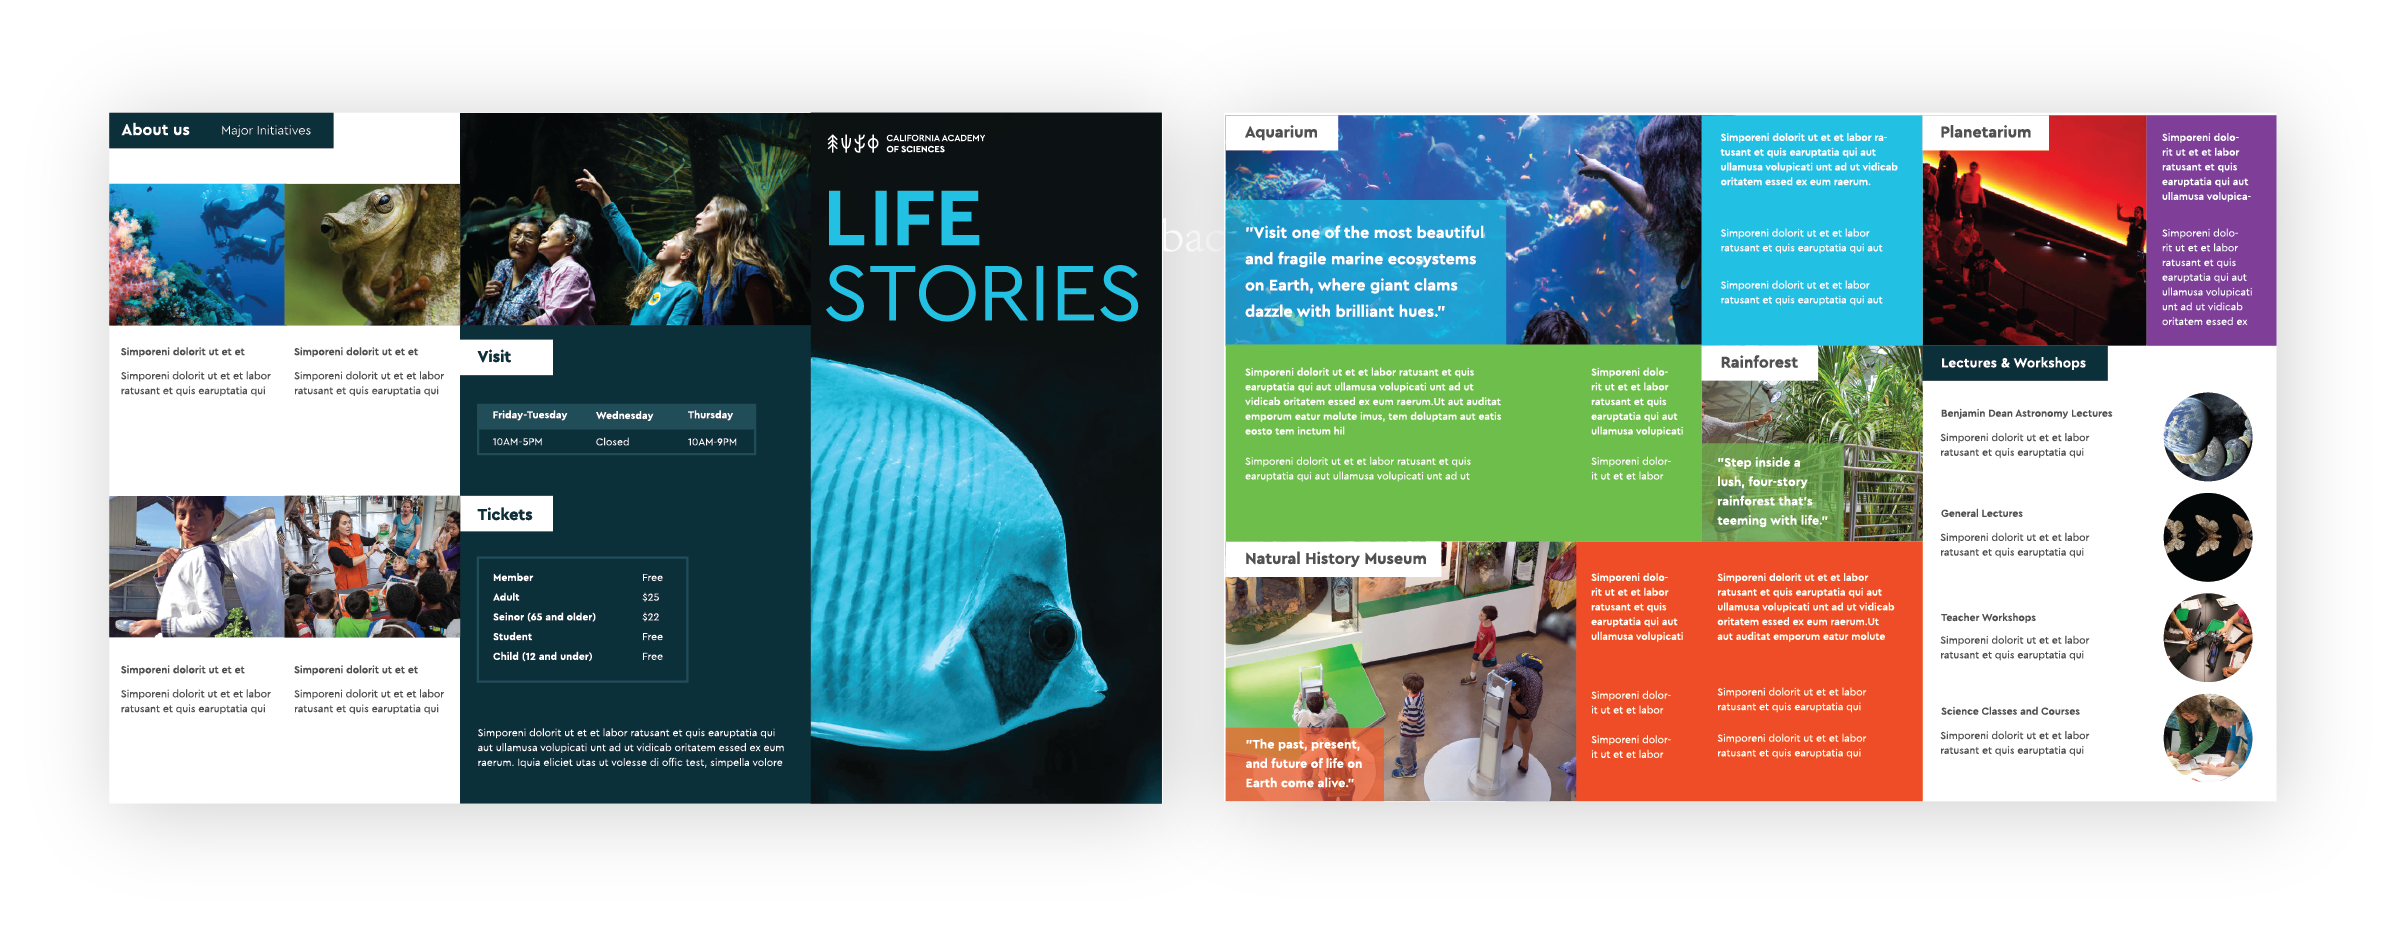 About us
Major Initiatives
Simporeni dolorit ut et et
Simporeni dolorit ut et et labor
ratusant et quis earuptatia qui
Simporeni dolorit ut et et
Simporeni dolorit ut et et labor
ratusant et quis earuptatia qui
Simporeni dolorit ut et et
Simporeni dolorit ut et et labor
ratusant et quis earuptatia qui
Simporeni dolorit ut et et
Simporeni dolorit ut et et labor
ratusant et quis earuptatia qui
Visit
Friday-Tuesday Wednesday Thursday
10AM-5PM Closed 10AM-9PM
Tickets
Member Free
Adult $25
Seinor (65 and older) $22
Student Free
Child (12 and under) Free
Simporeni dolorit ut et et labor ratusant et quis earuptatia qui
aut ullamusa volupicati unt ad ut vidicab oritatem essed ex eum
raerum. Iquia eliciet utas ut volesse di offic test, simpella volore
CALIFORNIA ACADEMY
OF SCIENCES
LIFE
STORIES
bac
Aquarium
"Visit one of the most beautiful
and fragile marine ecosystems
on Earth, where giant clams
dazzle with brilliant hues."
Simporeni dolorit ut et et labor ra-
tusant et quis earuptatia qui aut
ullamusa volupicati unt ad ut vidicab
oritatem essed ex eum raerum.
Simporeni dolorit ut et et labor
ratusant et quis earuptatia qui aut
Simporeni dolorit ut et et labor
ratusant et quis earuptatia qui aut
Planetarium
Simporeni dolo-
rit ut et et labor
ratusant et quis
earuptatia qui aut
ullamusa volupica-
Simporeni dolo-
rit ut et et labor
ratusant et quis
earuptatia qui aut
ullamusa volupicati
unt ad ut vidicab
oritatem essed ex
Simporeni dolorit ut et et labor ratusant et quis
earuptatia qui aut ullamusa volupicati unt ad ut
vidicab oritatem essed ex eum raerum.Ut aut auditat
emporum eatur molute imus, tem doluptam aut eatis
eosto tem inctum hil
Simporeni dolorit ut et et labor ratusant et quis
earuptatia qui aut ullamusa volupicati unt ad ut
Simporeni dolo-
rit ut et et labor
ratusant et quis
earuptatia qui aut
ullamusa volupicati
Simporeni dolor-
it ut et et labor
Rainforest
"Step inside a
lush, four-story
rainforest that's
teeming with life."
Natural History Museum
"The past, present,
and future of life on
Earth come alive."
Simporeni dolo-
rit ut et et labor
ratusant et quis
earuptatia qui aut
ullamusa volupicati
Simporeni dolor-
it ut et et labor
Simporeni dolor-
it ut et et labor
Simporeni dolorit ut et et labor
ratusant et quis earuptatia qui aut
ullamusa volupicati unt ad ut vidicab
oritatem essed ex eum raerum.Ut
aut auditat emporum eatur molute
Simporeni dolorit ut et et labor
ratusant et quis earuptatia qui
Simporeni dolorit ut et et labor
ratusant et quis earuptatia qui
Lectures & Workshops
Benjamin Dean Astronomy Lectures
Simporeni dolorit ut et et labor
ratusant et quis earuptatia qui
General Lectures
Simporeni dolorit ut et et labor
ratusant et quis earuptatia qui
Teacher Workshops
Simporeni dolorit ut et et labor
ratusant et quis earuptatia qui
Science Classes and Courses
Simporeni dolorit ut et et labor
ratusant et quis earuptatia qui